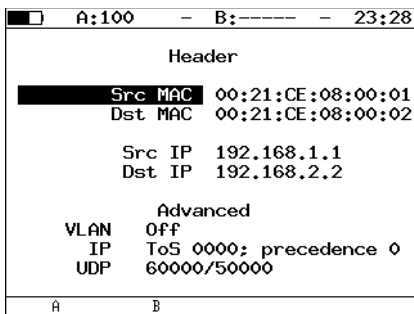 A:100 - B:----- - 23:28
Header
Src MAC 00:21:CE:08:00:01
Dst MAC 00:21:CE:08:00:02
Src IP 192.168.1.1
Dst IP 192.168.2.2
Advanced
VLAN Off
IP ToS 0000; precedence 0
UDP 60000/50000
A B